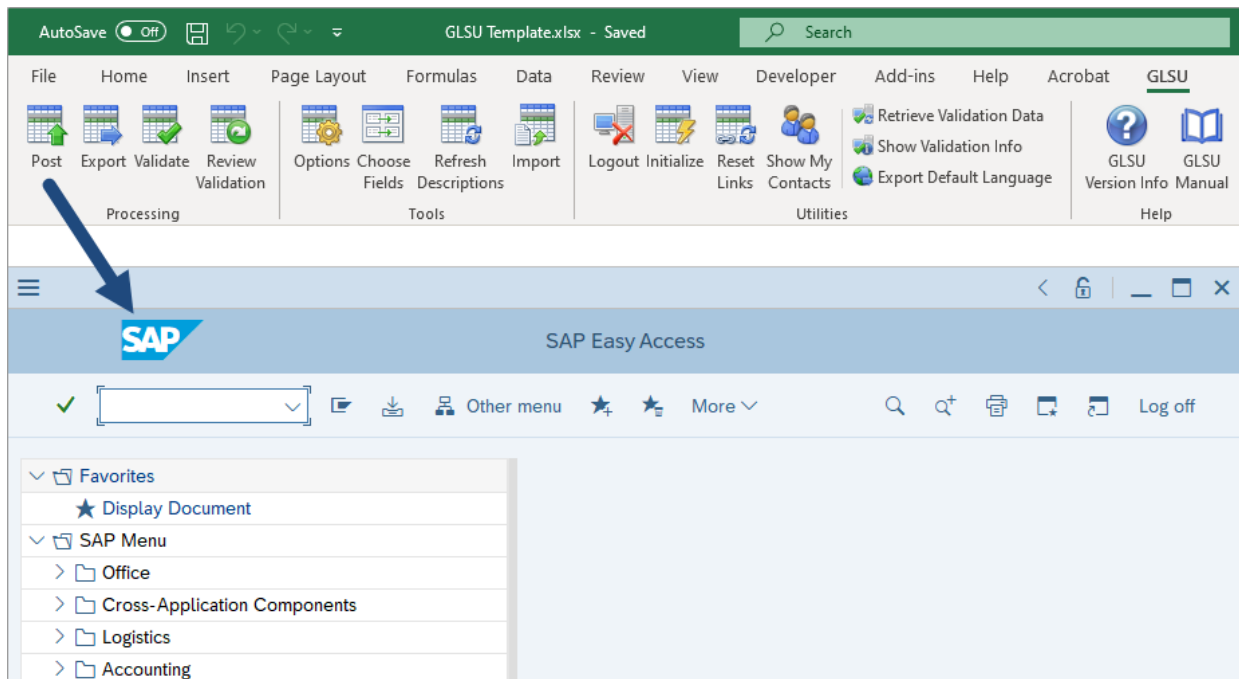 AutoSave Off GLSU Template.xlsx - Saved Search
File Home Insert Page Layout Formulas Data Review View Developer Add-ins Help Acrobat GLSU
Post Export Validate Review Validation Options Choose Fields Refresh Descriptions Import Logout Initialize Reset Links Show My Contacts
Retrieve Validation Data
Show Validation Info
Export Default Language
GLSU Version Info GLSU Manual
Processing Tools Utilities Help
SAP SAP Easy Access
Other menu More Log off
Favorites
Display Document
SAP Menu
Office
Cross-Application Components
Logistics
Accounting